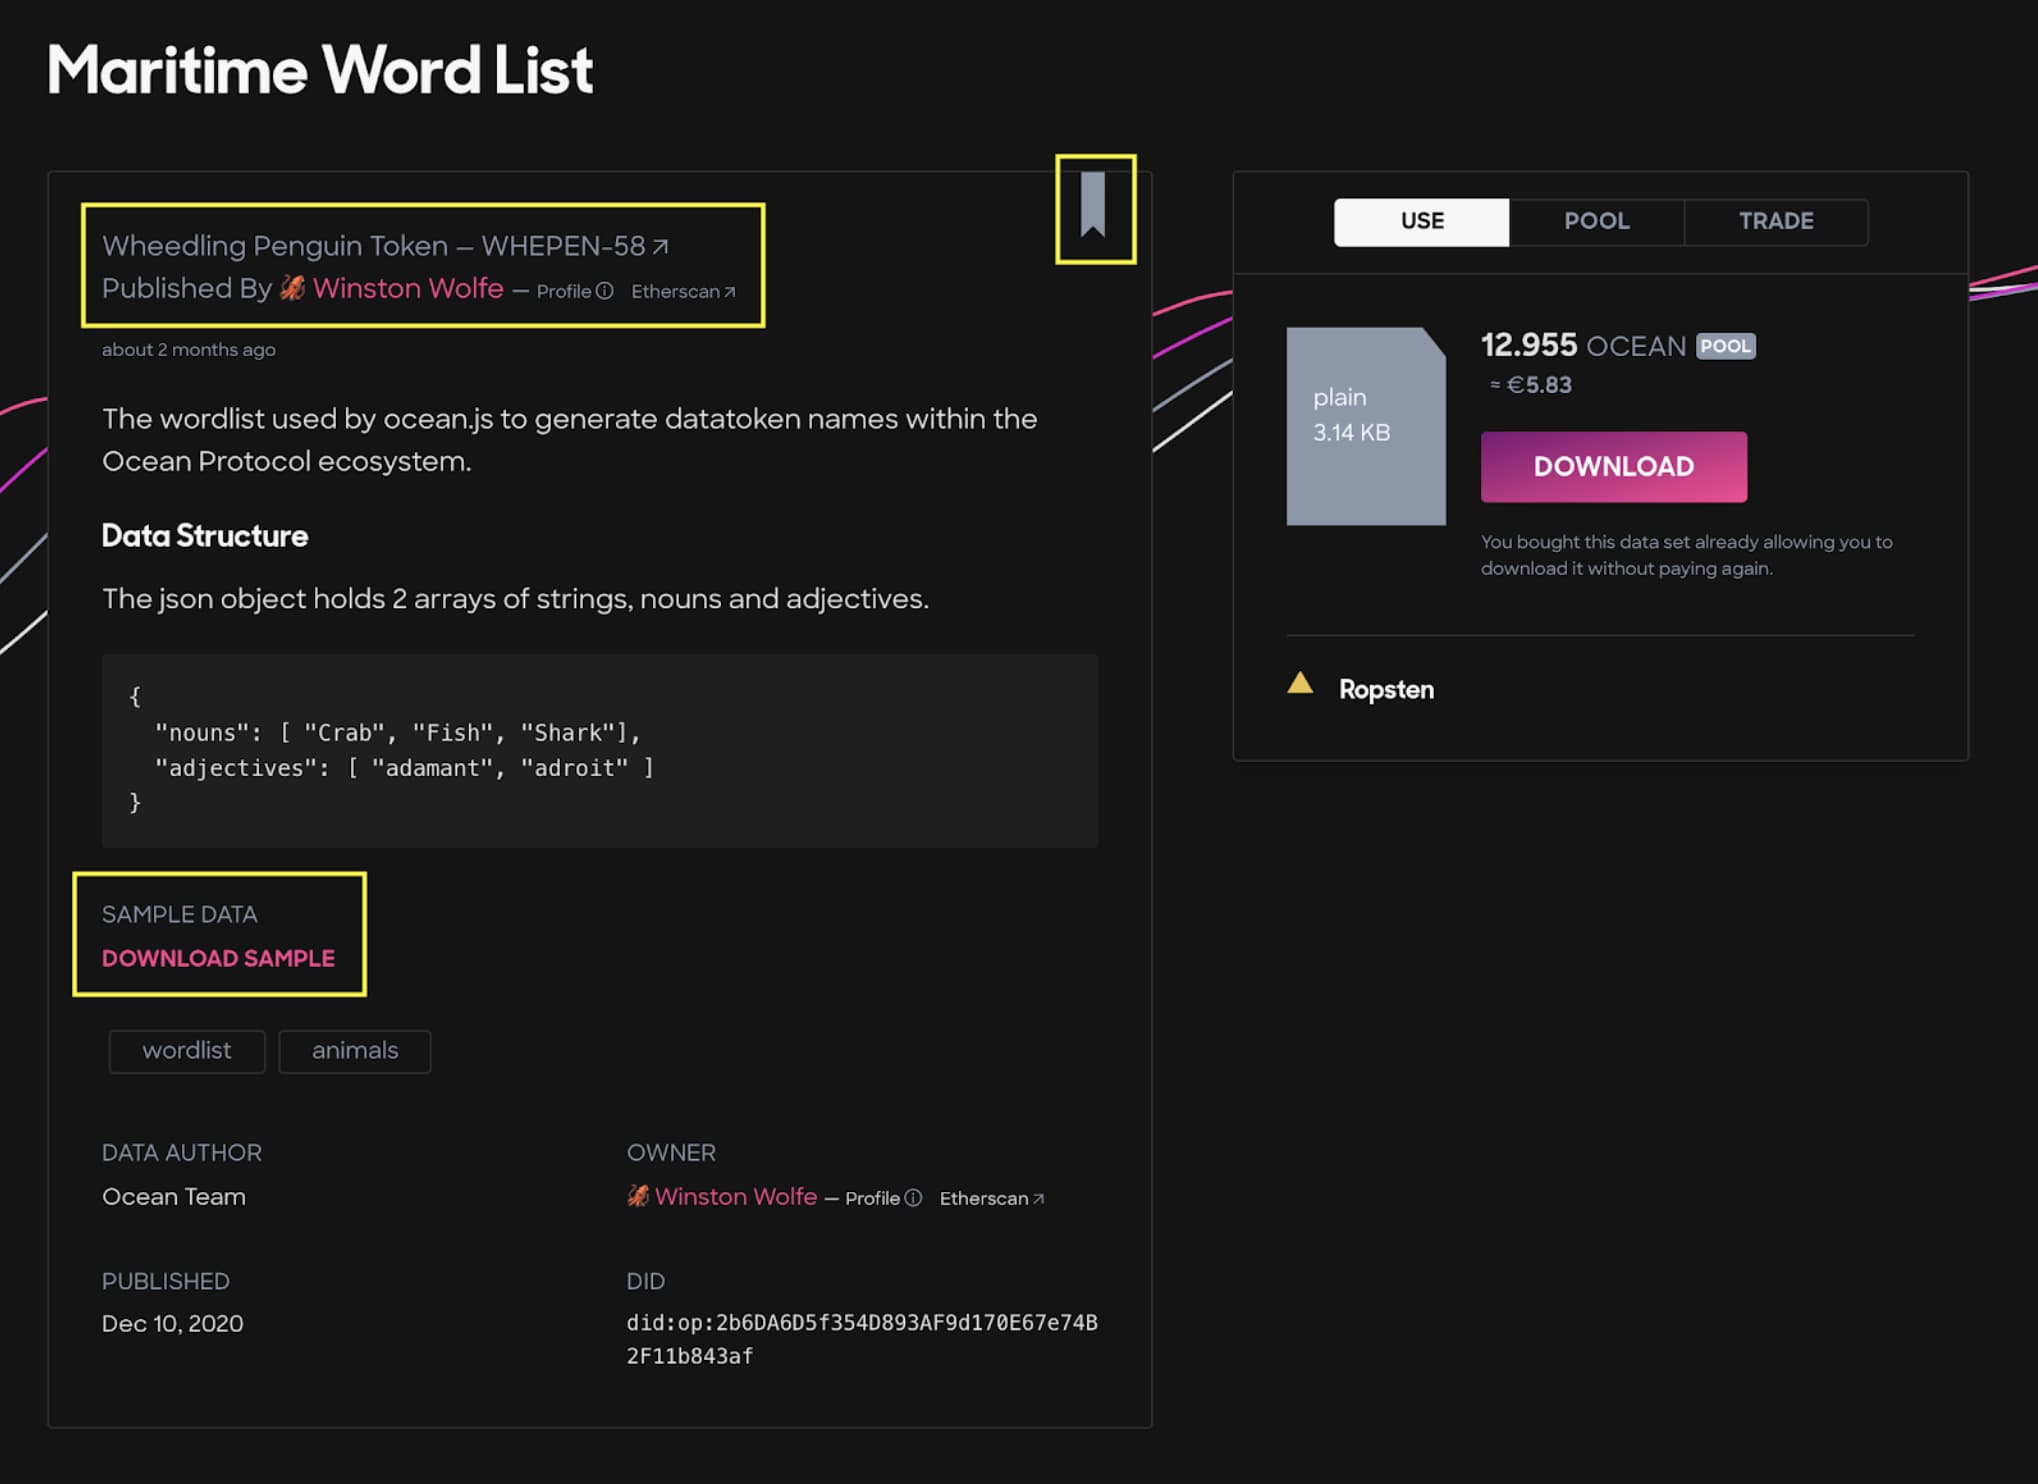 Maritime Word List
Wheedling Penguin Token — WHEPEN-58
Published By Winston Wolfe — Profile Etherscan
about 2 months ago
The wordlist used by ocean.js to generate datatoken names within the
Ocean Protocol ecosystem.
Data Structure
The json object holds 2 arrays of strings, nouns and adjectives.
{
"nouns": [ "Crab", "Fish", "Shark"],
"adjectives": [ "adamant", "adroit" ]
}
SAMPLE DATA
DOWNLOAD SAMPLE
wordlist animals
DATA AUTHOR
Ocean Team
OWNER
Winston Wolfe — Profile Etherscan
PUBLISHED
Dec 10, 2020
DID
did:op:2b6DA6D5f354D893AF9d170E67e74B
2F11b843af
USE POOL TRADE
plain
3.14 KB
12.955 OCEAN POOL
≈ €5.83
DOWNLOAD
You bought this data set already allowing you to
download it without paying again.
Ropsten